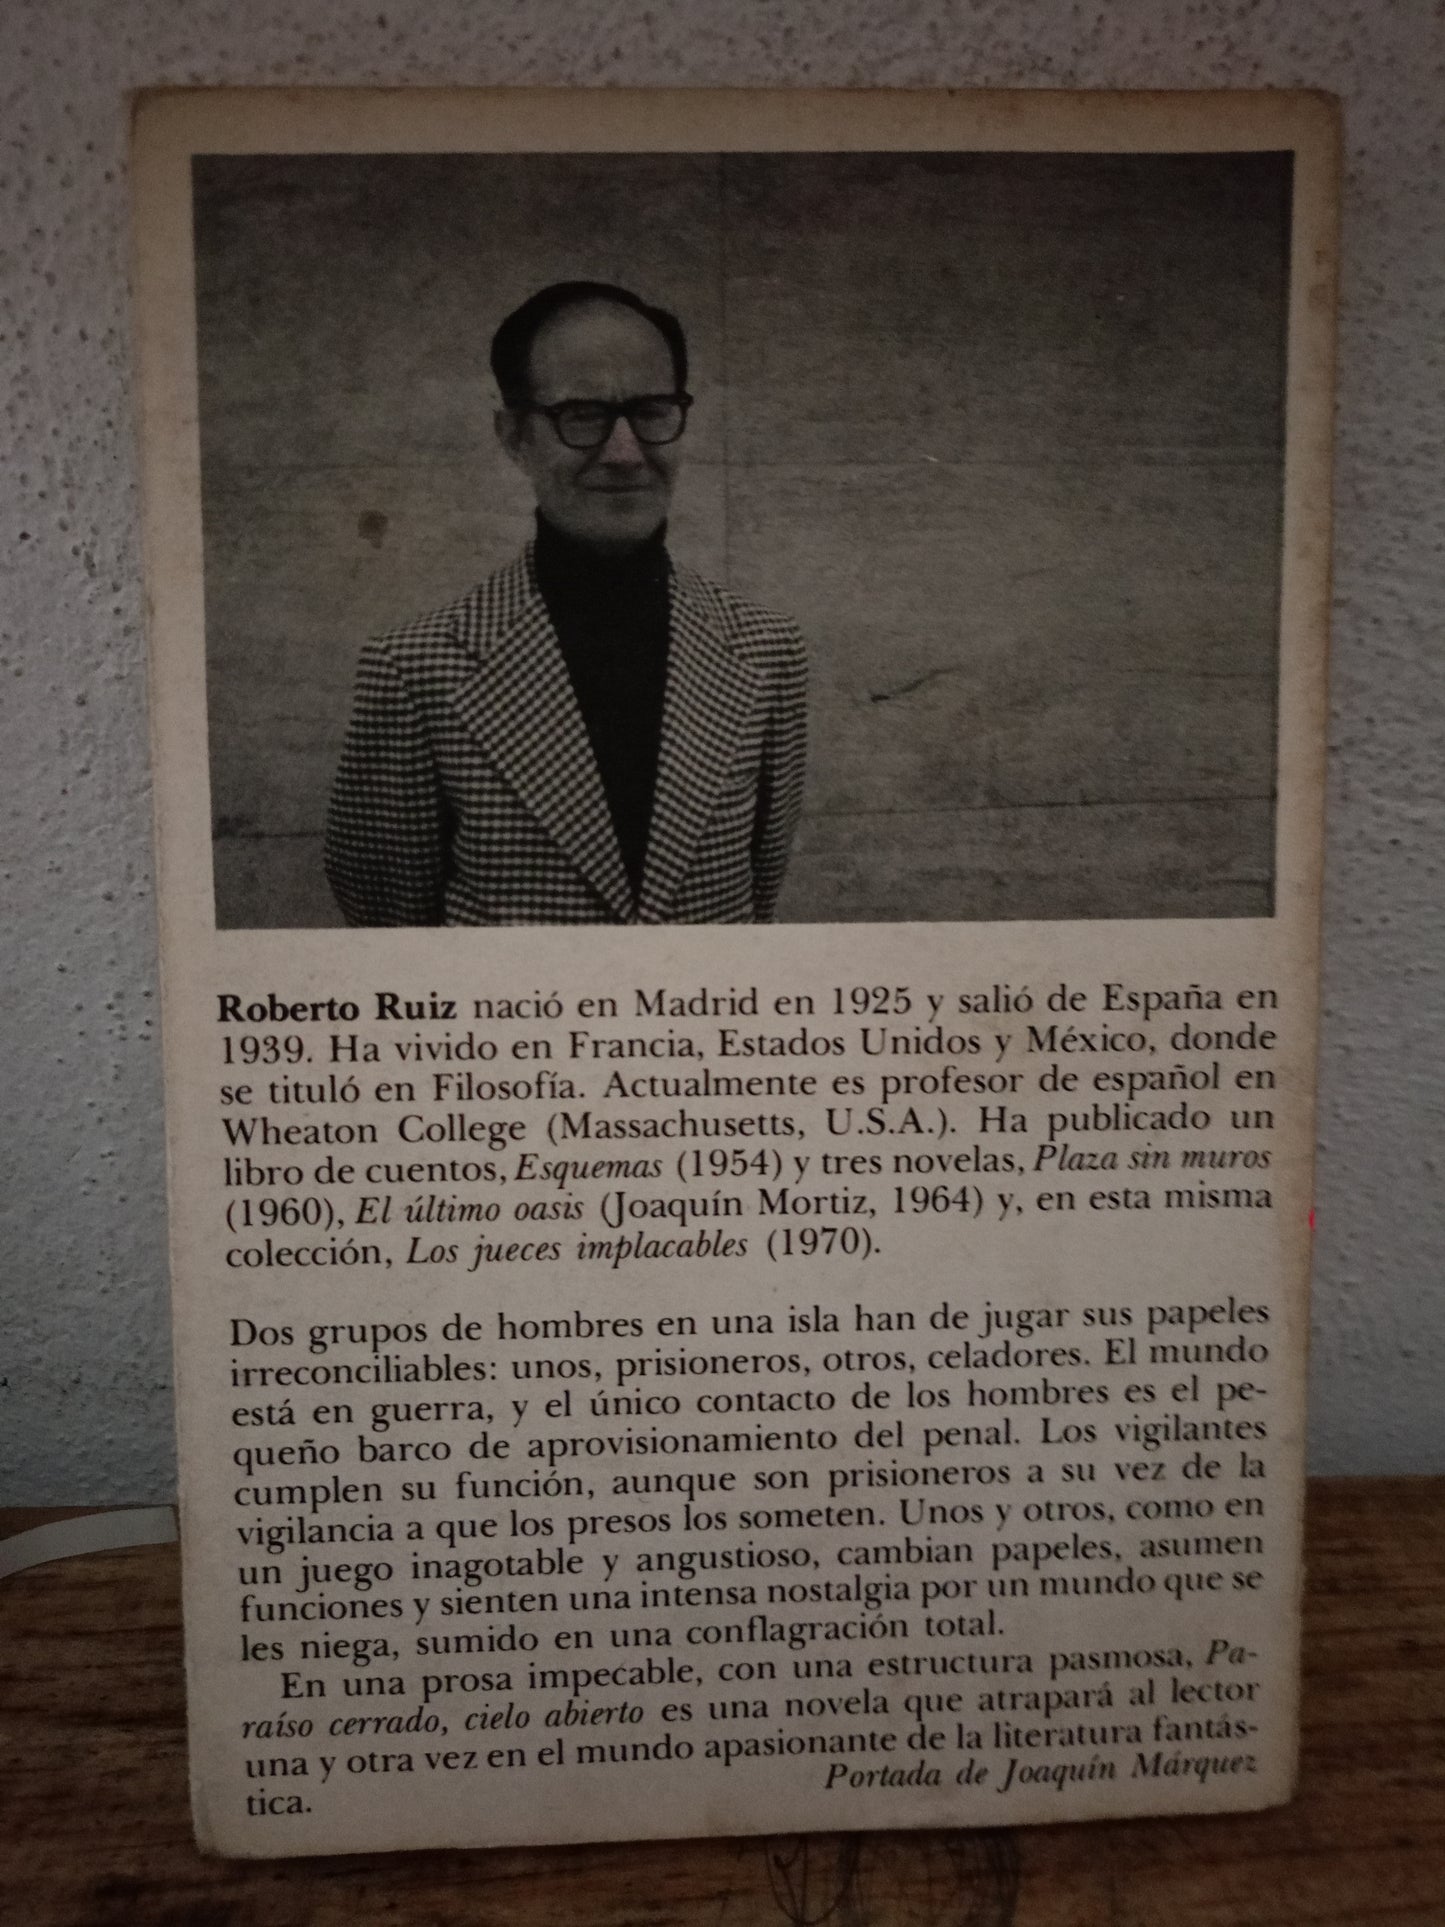 Roberto Ruiz nació en Madrid en 1925 y salió de España en
1939. Ha vivido en Francia, Estados Unidos y México, donde
se tituló en Filosofía. Actualmente es profesor de español en
Wheaton College (Massachusetts, U.S.A.). Ha publicado un
libro de cuentos, Esquemas (1954) y tres novelas, Plaza sin muros
(1960), El último oasis (Joaquín Mortiz, 1964) y, en esta misma
colección, Los jueces implacables (1970).
Dos grupos de hombres en una isla han de jugar sus papeles
irreconciliables: unos, prisioneros, otros, celadores. El mundo
está en guerra, y el único contacto de los hombres es el pe-
queño barco de aprovisionamiento del penal. Los vigilantes
cumplen su función, aunque son prisioneros a su vez de la
vigilancia a que los presos los someten. Unos y otros, como en
un juego inagotable y angustioso, cambian papeles, asumen
funciones y sienten una intensa nostalgia por un mundo que se
les niega, sumido en una conflagración total.
En una prosa impecable, con una estructura pasmosa, Pa-
raíso cerrado, cielo abierto es una novela que atrapará al lector
una y otra vez en el mundo apasionante de la literatura fantás-
tica.
Portada de Joaquín Márquez